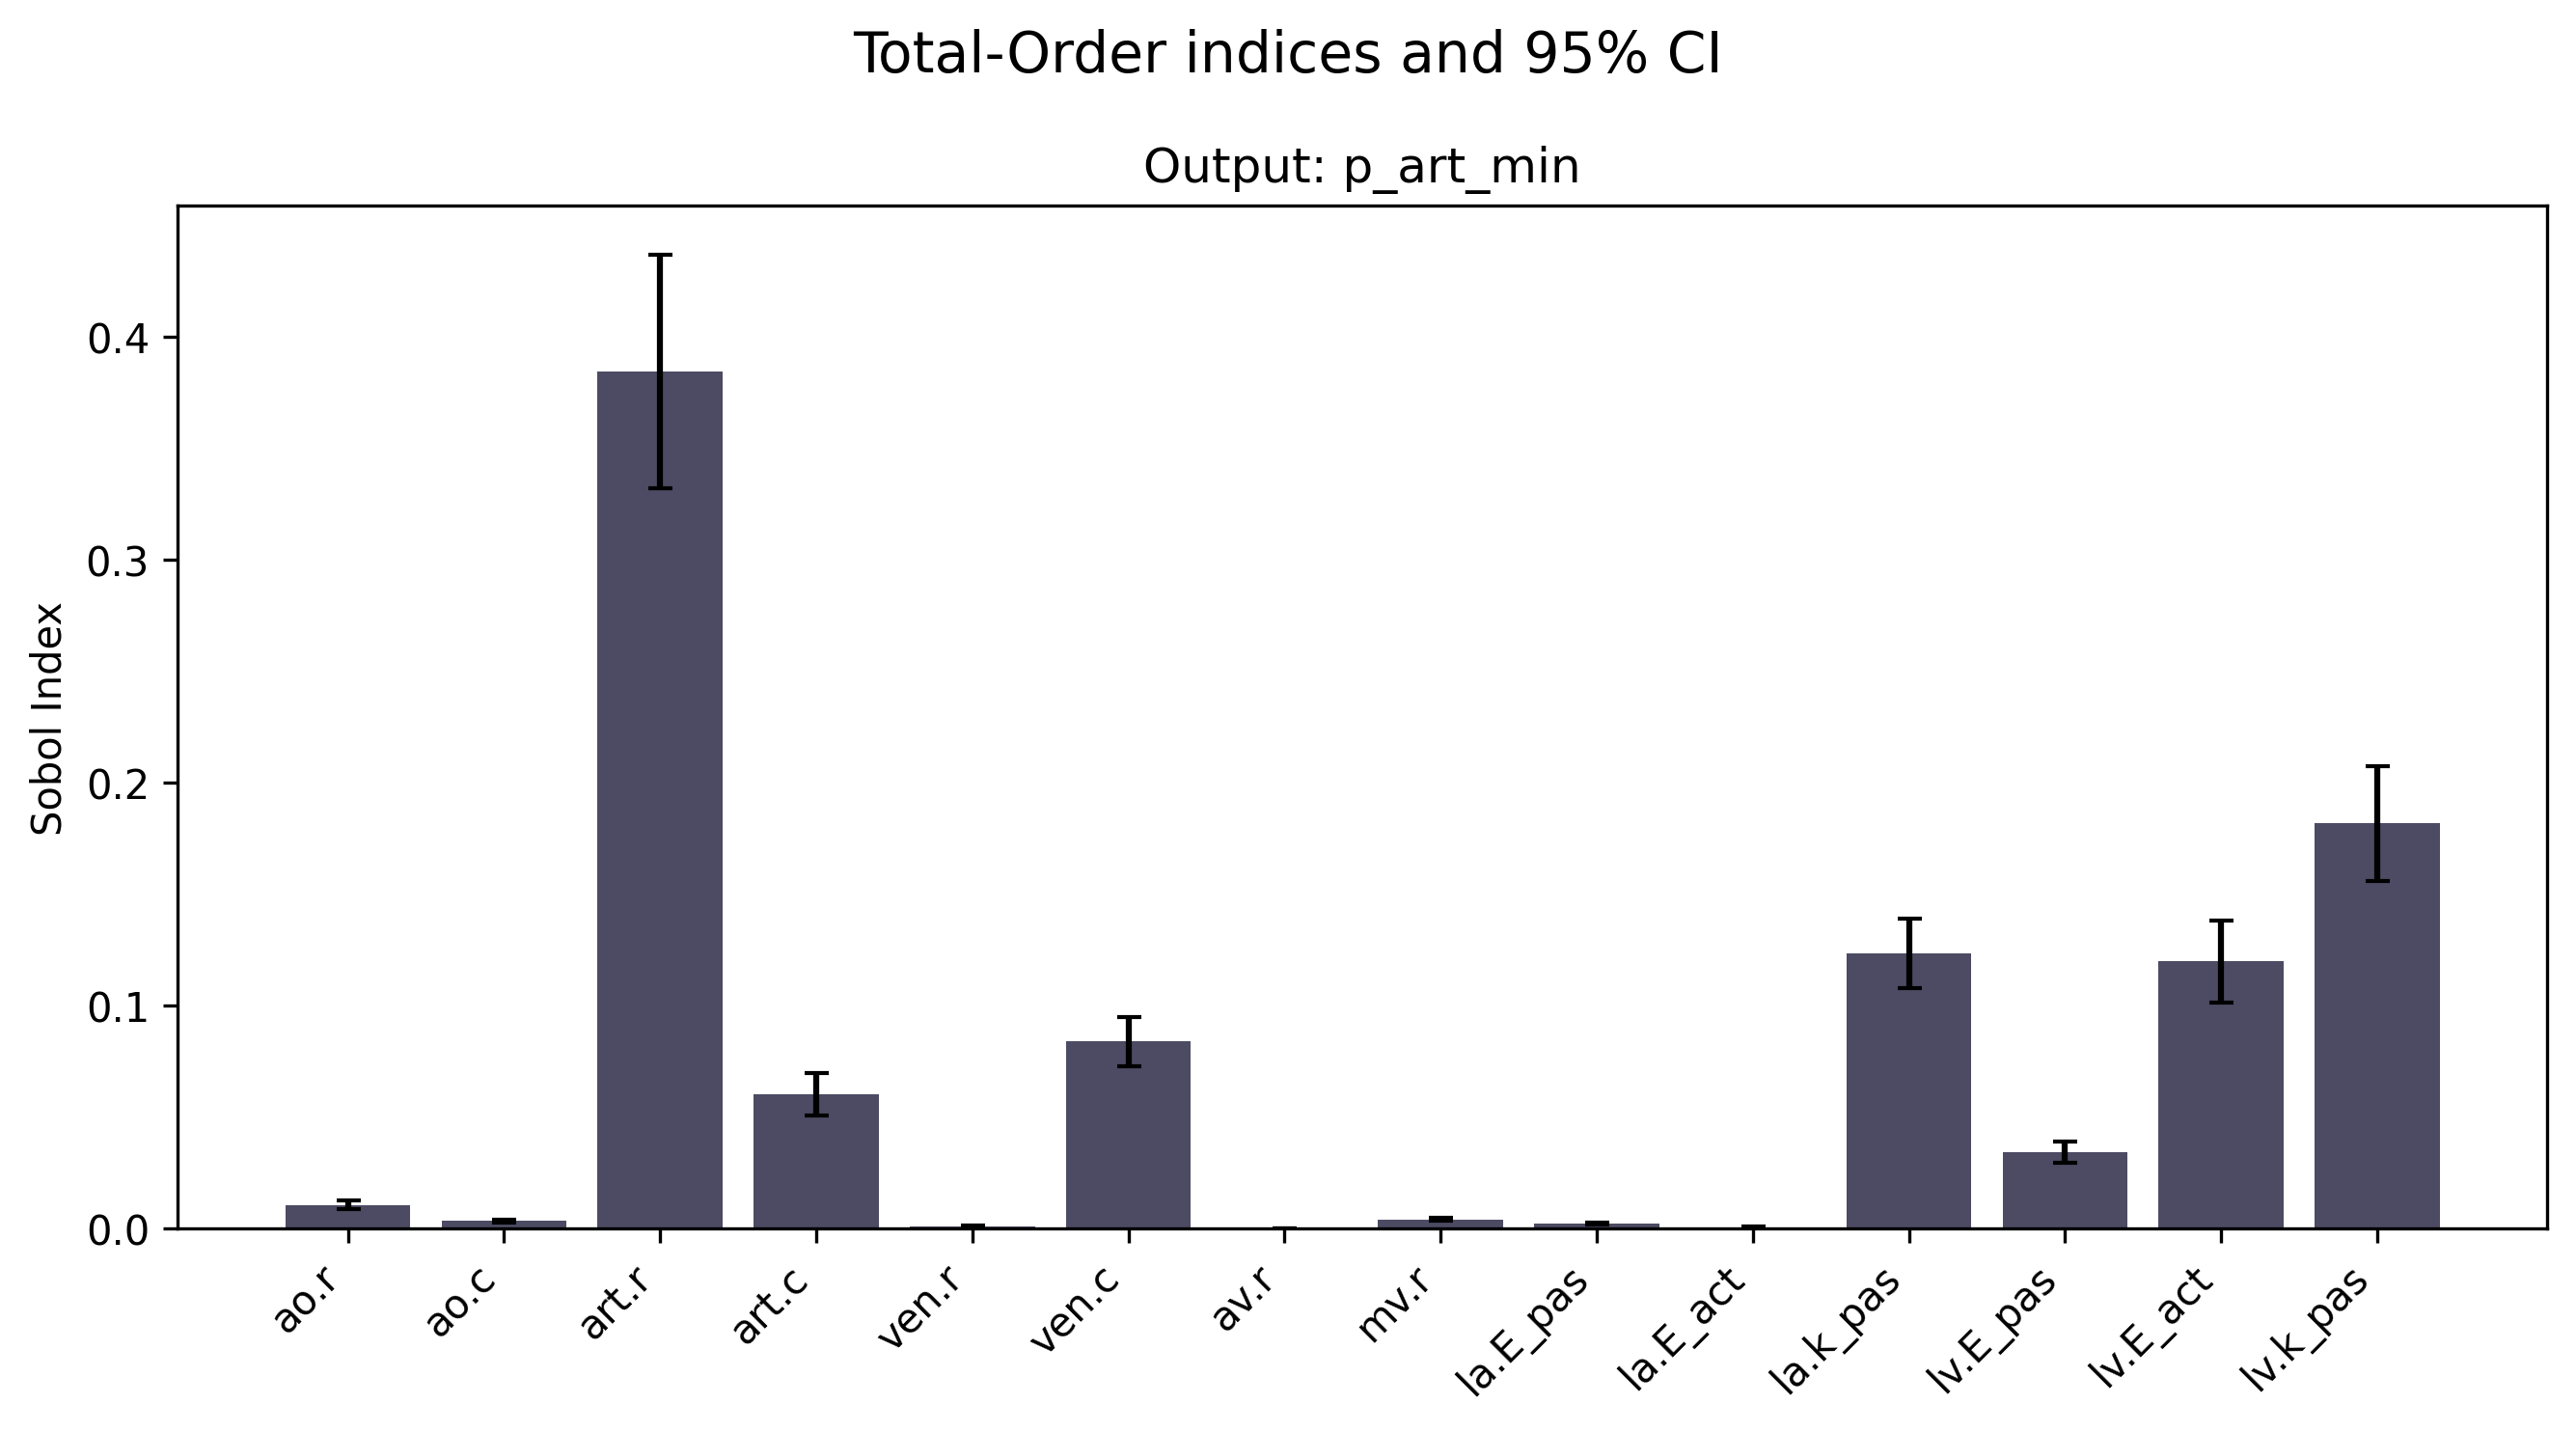 Total-Order indices and 95% CI
Output: p_art_min
Sobol Index
0.4
0.3
0.2
0.1
0.0
ao.r
ao.c
art.r
art.c
ven.r
ven.c
av.r
mv.r
la.E_pas
la.E_act
la.k_pas
lv.E_pas
lv.E_act
lv.k_pas